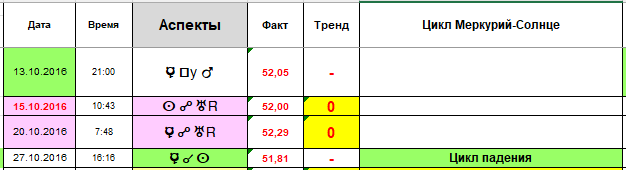 Дата Время Аспекты Факт Тренд Цикл Меркурий-Солнце
13.10.2016 21:00 ☿ □у ♂ 52,05 -
15.10.2016 10:43 ☉ ☍ ♅R 52,00 0
20.10.2016 7:48 ☿ ☍ ♅R 52,29 0
27.10.2016 16:16 ☿ ☌ ☉ 51,81 - Цикл падения